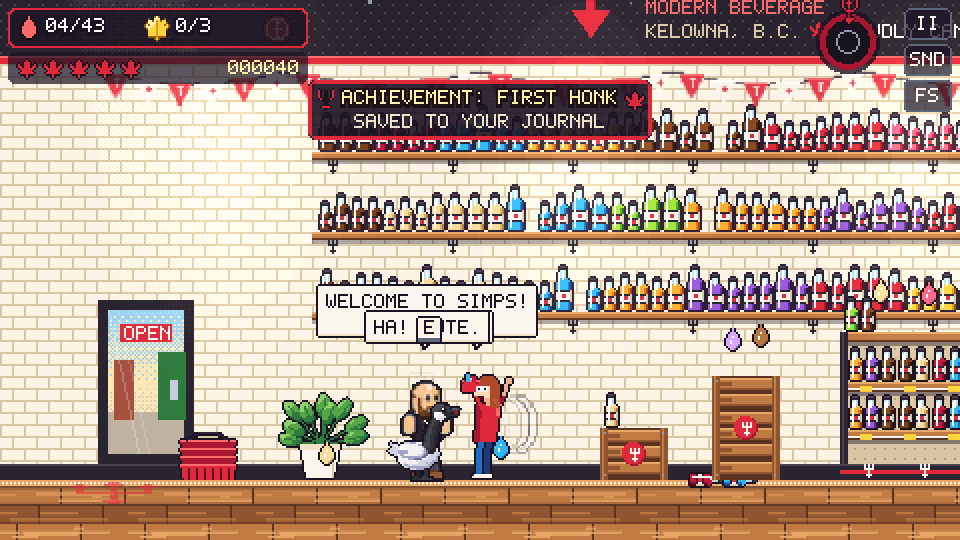 04/43 0/3
000040
MODERN BEVERAGE
KELOWNA, B.C.
II
SND
FS
ACHIEVEMENT: FIRST HONK
SAVED TO YOUR JOURNAL
WELCOME TO SIMPS!
HA! E TE.
OPEN